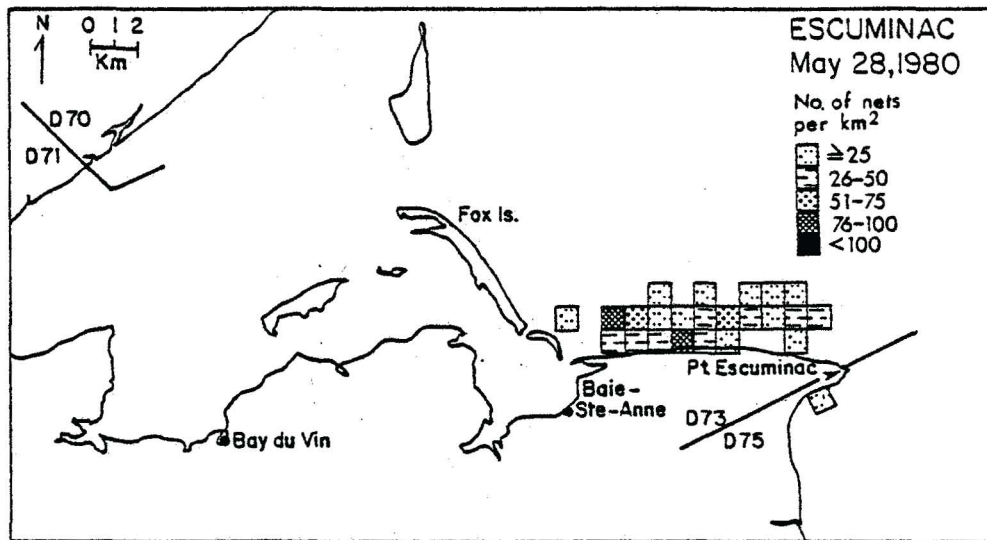 N
0 1 2
Km
ESCUMINAC
May 28,1980
No. of nets
per km²
≧25
26-50
51-75
76-100
<100
D70
D71
Fox Is.
Pt. Escuminac
Baie-
Ste-Anne
Bay du Vin
D73
D75